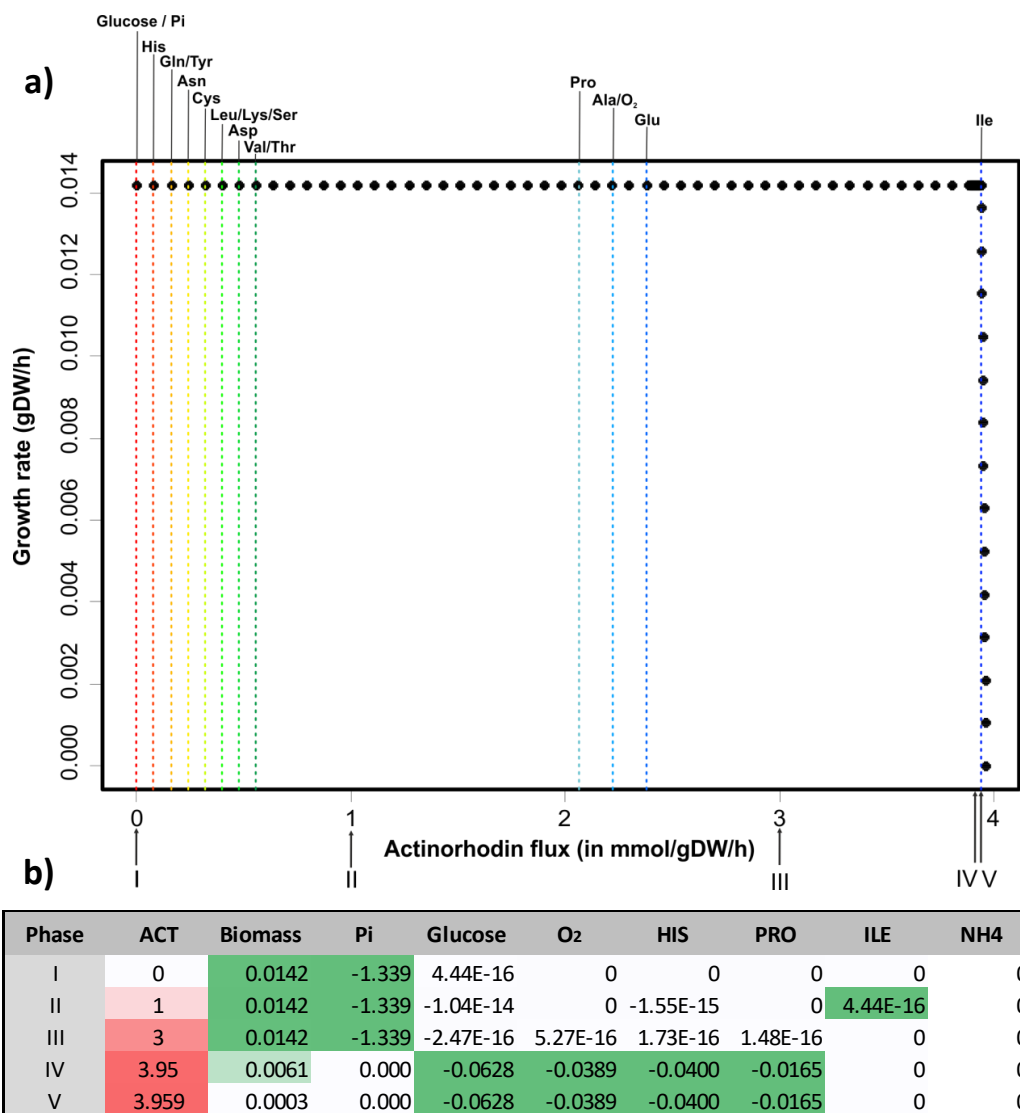 Glucose / Pi
His
Gln/Tyr
a)
Asn
Cys
Leu/Lys/Ser
Asp
Val/Thr
Pro
Ala/O₂
Glu
Ile
Growth rate (gDW/h)
0.014
0.012
0.010
0.008
0.006
0.004
0.002
0.000
0 1 2 3 4
Actinorhodin flux (in mmol/gDW/h)
I II III IV V
b)
Phase ACT Biomass Pi Glucose O₂ HIS PRO ILE NH4
I 0 0.0142 -1.339 4.44E-16 0 0 0 0 0
II 1 0.0142 -1.339 -1.04E-14 0 -1.55E-15 0 4.44E-16 0
III 3 0.0142 -1.339 -2.47E-16 5.27E-16 1.73E-16 1.48E-16 0 0
IV 3.95 0.0061 0.000 -0.0628 -0.0389 -0.0400 -0.0165 0 0
V 3.959 0.0003 0.000 -0.0628 -0.0389 -0.0400 -0.0165 0 0